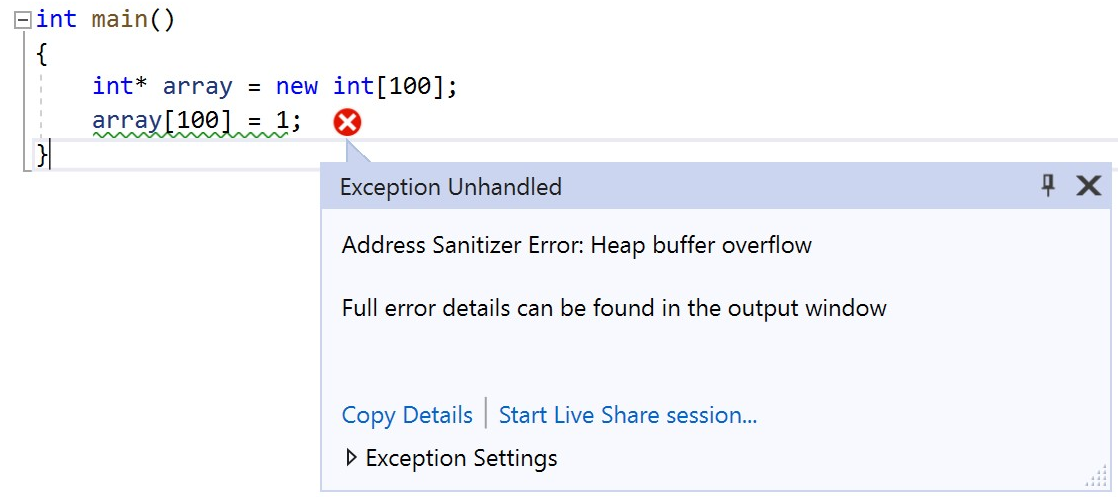 int main()
{
int* array = new int[100];
array[100] = 1;
}
Exception Unhandled
Address Sanitizer Error: Heap buffer overflow
Full error details can be found in the output window
Copy Details | Start Live Share session...
Exception Settings